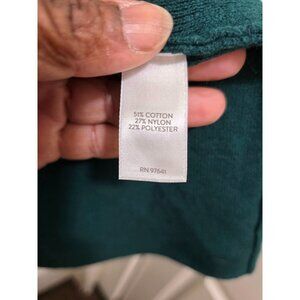 51% COTTON
27% NYLON
22% POLYESTER
RN 97641